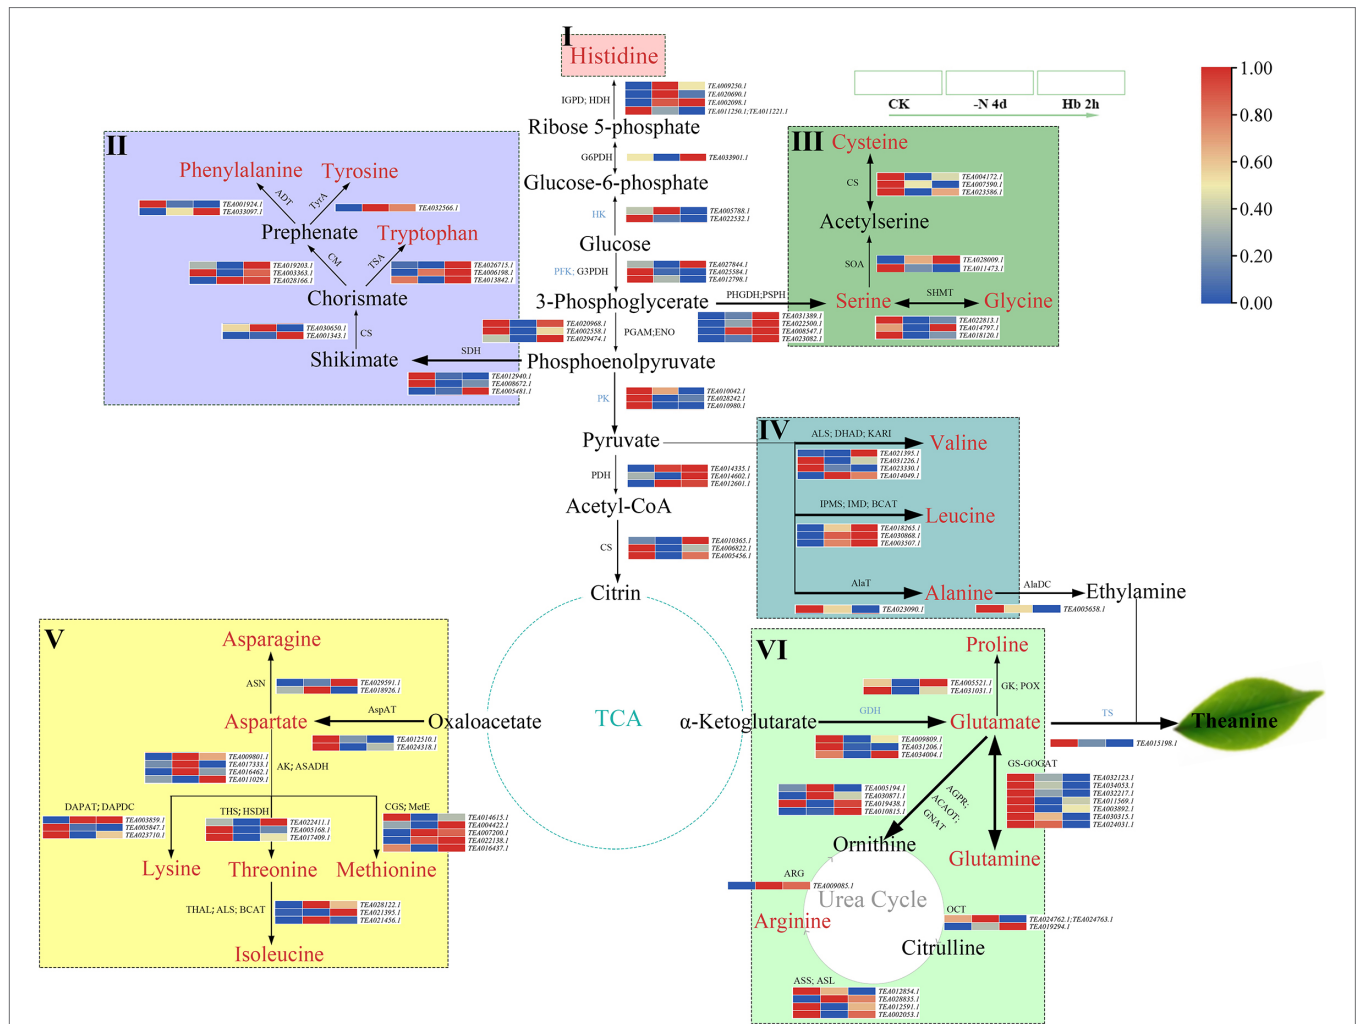 I
Histidine
IGPD; HDH
TEA009250.1
TEA020690.1
TEA002098.1
TEA011250.1;TEA011221.1
Ribose 5-phosphate
G6PDH
TEA033901.1
Glucose-6-phosphate
HK
TEA005788.1
TEA022532.1
Glucose
PFK; G3PDH
TEA027844.1
TEA025584.1
TEA012798.1
3-Phosphoglycerate
PGAM;ENO
TEA020968.1
TEA002558.1
TEA029474.1
Phosphoenolpyruvate
PK
TEA010042.1
TEA028242.1
TEA010980.1
Pyruvate
PDH
TEA014335.1
TEA014602.1
TEA012601.1
Acetyl-CoA
CS
TEA010365.1
TEA006822.1
TEA005456.1
Citrin
TCA
CK
-N 4d
Hb 2h
1.00
0.80
0.60
0.40
0.20
0.00
II
Phenylalanine
Tyrosine
ADT
TyrA
TEA001924.1
TEA033097.1
TEA032566.1
Prephenate
Tryptophan
CM
TSA
TEA019203.1
TEA003363.1
TEA028166.1
TEA026715.1
TEA006198.1
TEA013842.1
Chorismate
CS
TEA030650.1
TEA001343.1
Shikimate
SDH
TEA012940.1
TEA008672.1
TEA005481.1
III
Cysteine
CS
TEA004172.1
TEA007590.1
TEA023586.1
Acetylserine
SOA
TEA028009.1
TEA011473.1
PHGDH;PSPH
TEA031389.1
TEA022500.1
TEA008547.1
TEA023082.1
Serine
SHMT
Glycine
TEA022813.1
TEA014797.1
TEA018120.1
IV
ALS; DHAD; KARI
Valine
TEA021395.1
TEA031226.1
TEA023330.1
TEA014049.1
IPMS; IMD; BCAT
Leucine
TEA018265.1
TEA030868.1
TEA003507.1
AlaT
Alanine
TEA023090.1
AlaDC
Ethylamine
TEA005658.1
V
Asparagine
ASN
TEA029591.1
TEA018926.1
Aspartate
AspAT
Oxaloacetate
TEA012510.1
TEA024318.1
AK; ASADH
TEA009801.1
TEA017333.1
TEA016462.1
TEA011029.1
DAPAT; DAPDC
TEA003859.1
TEA005847.1
TEA023710.1
THS; HSDH
TEA022411.1
TEA005168.1
TEA017409.1
CGS; MetE
TEA014615.1
TEA004422.1
TEA007200.1
TEA022138.1
TEA016437.1
Lysine
Threonine
Methionine
THAL; ALS; BCAT
TEA028122.1
TEA021395.1
TEA021456.1
Isoleucine
VI
Proline
GK; POX
TEA005521.1
TEA031031.1
α-Ketoglutarate
GDH
Glutamate
TEA009809.1
TEA031206.1
TEA034004.1
TS
Theanine
TEA015198.1
GS-GOGAT
TEA032123.1
TEA034053.1
TEA032217.1
TEA011569.1
TEA003892.1
TEA030315.1
TEA024031.1
AGPR;
ACAOT;
GNAT
TEA005194.1
TEA030871.1
TEA019438.1
TEA010815.1
Ornithine
Glutamine
ARG
TEA009085.1
Urea Cycle
Arginine
OCT
TEA024762.1;TEA024763.1
TEA019294.1
Citrulline
ASS; ASL
TEA012854.1
TEA028835.1
TEA012591.1
TEA002053.1